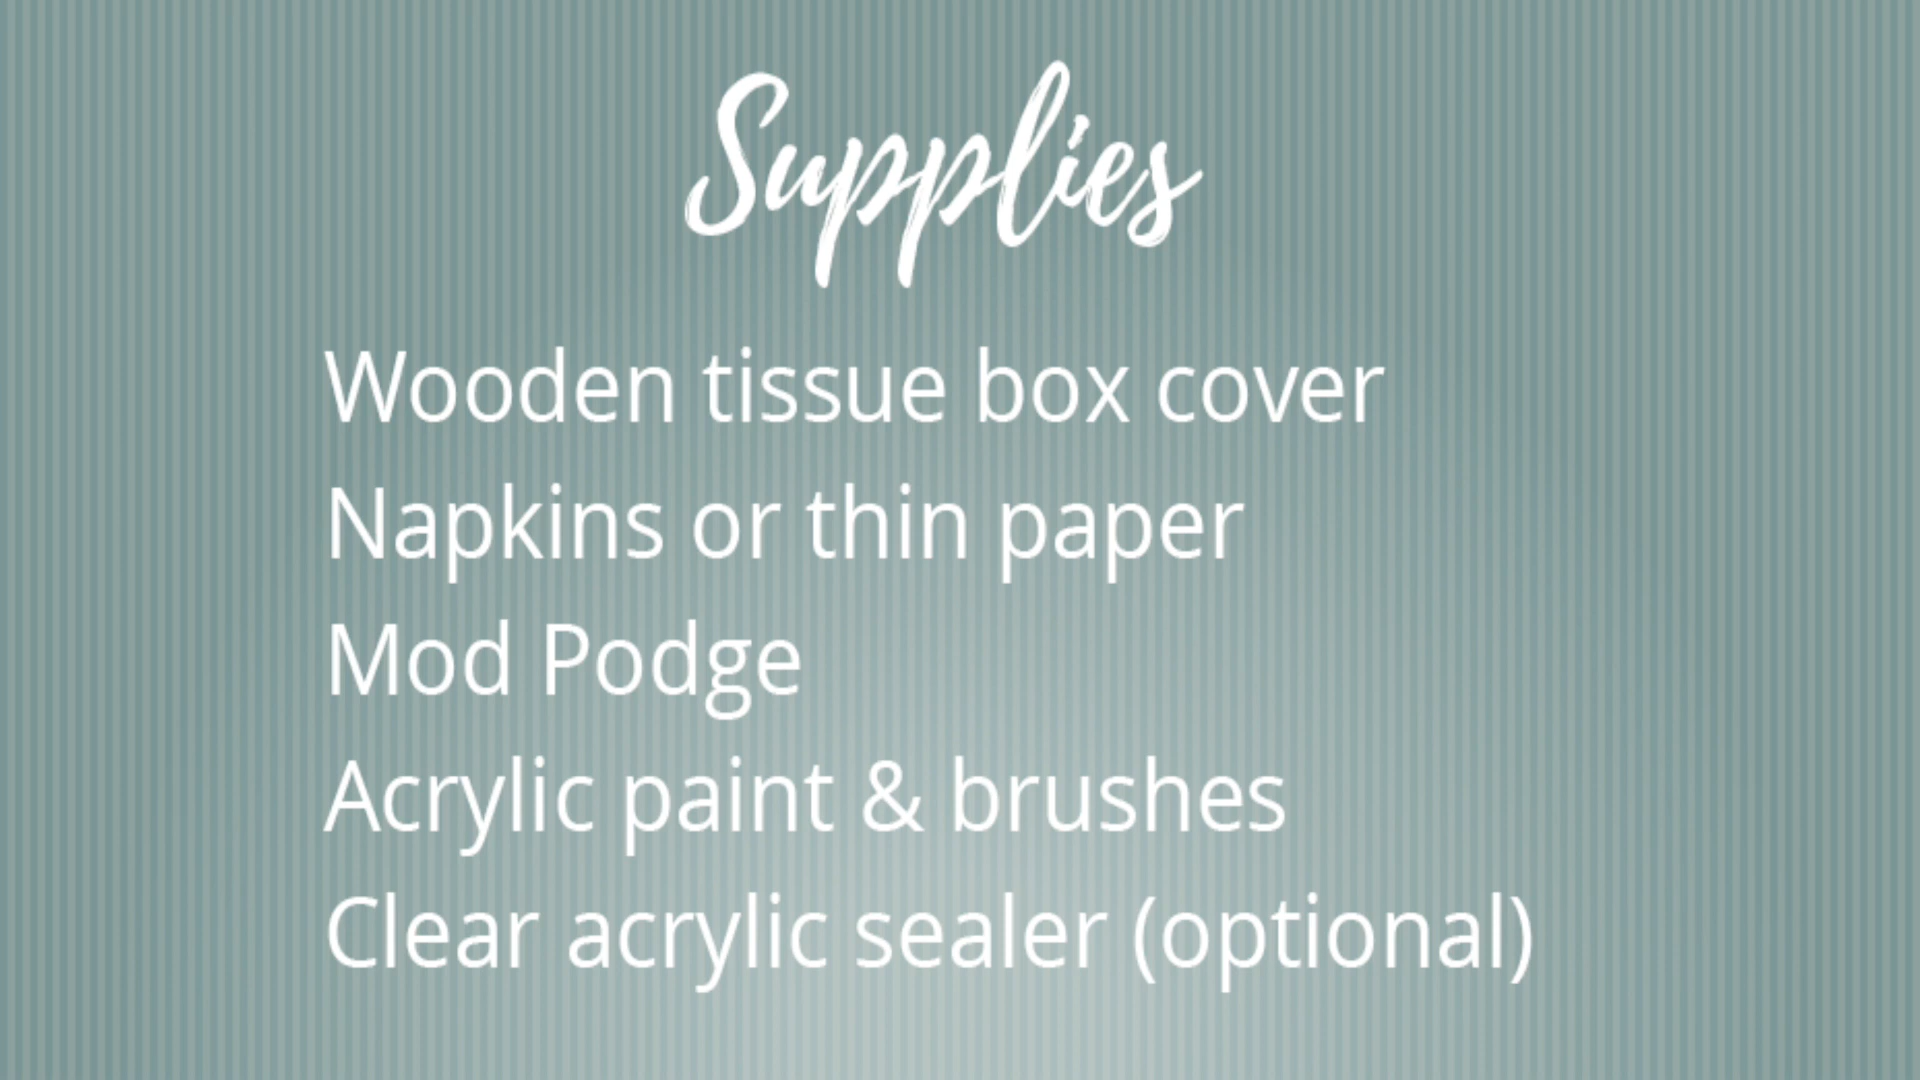 Supplies
Wooden tissue box cover
Napkins or thin paper
Mod Podge
Acrylic paint & brushes
Clear acrylic sealer (optional)